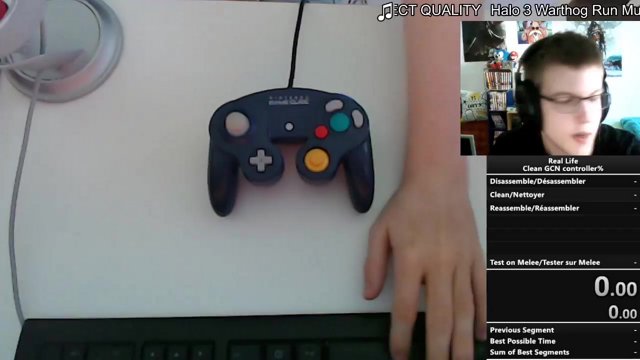 ♫ECT QUALITY Halo 3 Warthog Run Mu
Real Life
Clean GCN controller%
Disassemble/Désassembler -
Clean/Nettoyer -
Reassemble/Réassembler -
Test on Melee/Tester sur Melee -
0.00
0.00
Previous Segment -
Best Possible Time -
Sum of Best Segments -